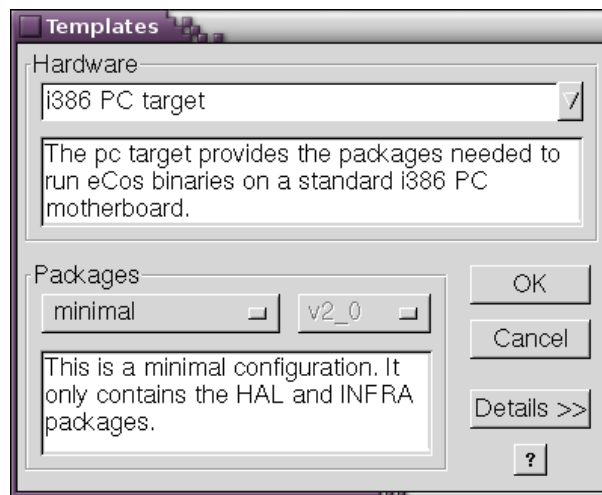 Templates
Hardware
i386 PC target
The pc target provides the packages needed to
run eCos binaries on a standard i386 PC
motherboard.
Packages
minimal
v2_0
This is a minimal configuration. It
only contains the HAL and INFRA
packages.
OK
Cancel
Details >>
?